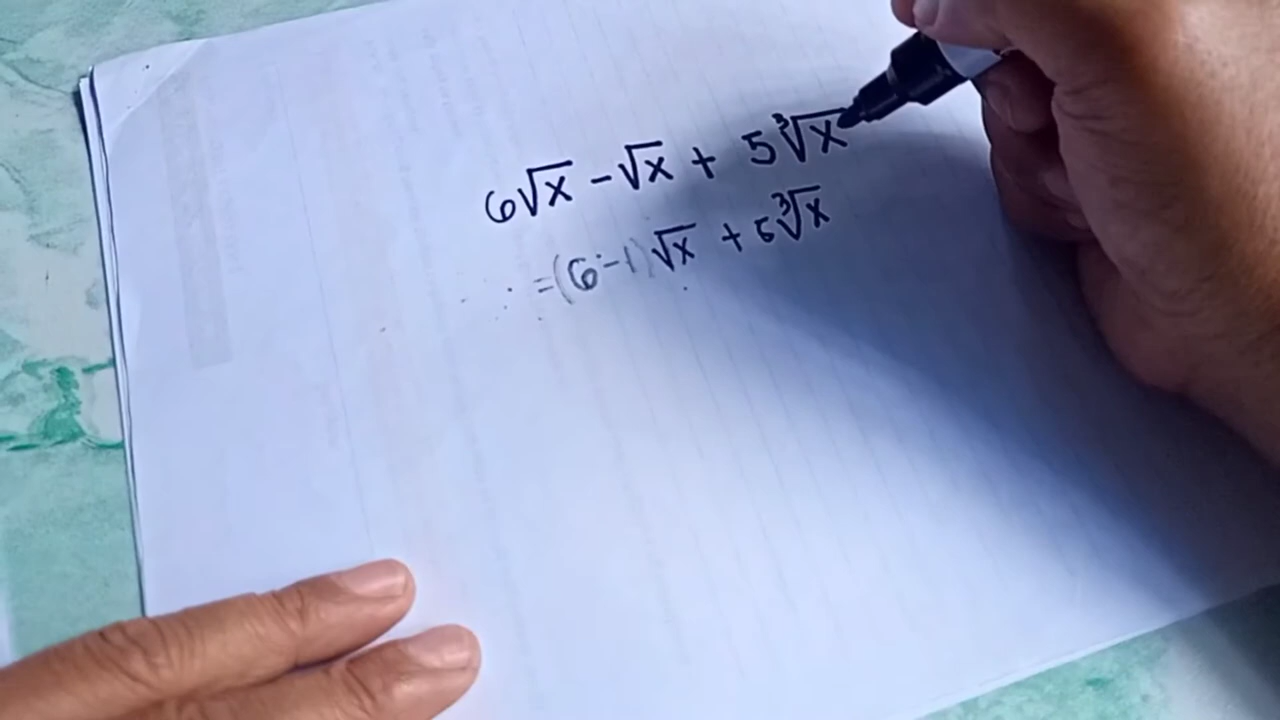 6√x - √x + 5∛x
= (6 - 1)√x + 5∛x